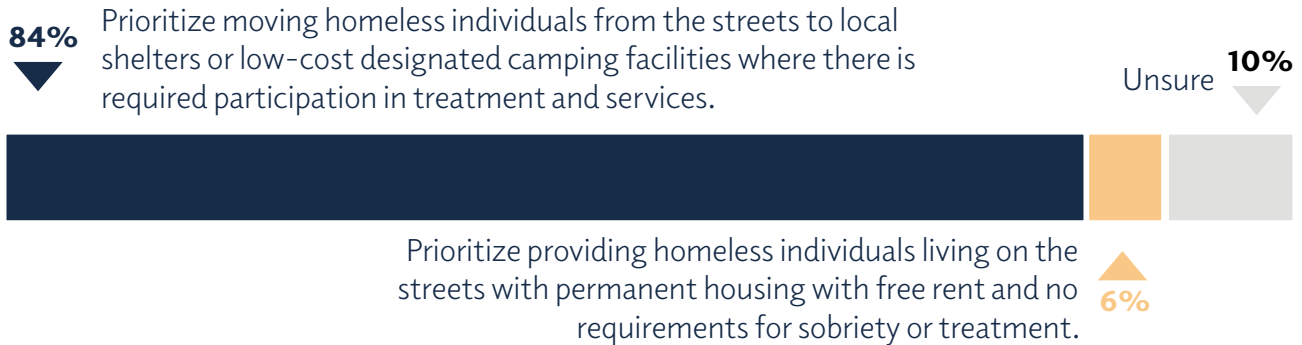 84%
Prioritize moving homeless individuals from the streets to local
shelters or low-cost designated camping facilities where there is
required participation in treatment and services.
Unsure 10%
Prioritize providing homeless individuals living on the
streets with permanent housing with free rent and no
requirements for sobriety or treatment.
6%